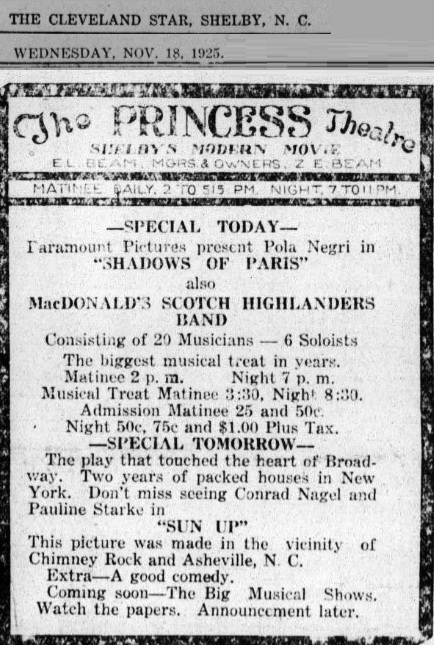 THE CLEVELAND STAR, SHELBY, N. C.
WEDNESDAY, NOV. 18, 1925.
The PRINCESS Theatre
SHELBY'S MODERN MOVIE
E.L. BEAM, MGRS. & OWNERS, Z. E. BEAM
MATINEE DAILY, 2 TO 5:15 PM. NIGHT, 7 TO 11 PM.
—SPECIAL TODAY—
Paramount Pictures present Pola Negri in
"SHADOWS OF PARIS"
also
MacDONALD'S SCOTCH HIGHLANDERS
BAND
Consisting of 20 Musicians — 6 Soloists
The biggest musical treat in years.
Matinee 2 p. m. Night 7 p. m.
Musical Treat Matinee 3:30, Night 8:30.
Admission Matinee 25 and 50c.
Night 50c, 75c and $1.00 Plus Tax.
—SPECIAL TOMORROW—
The play that touched the heart of Broad-
way. Two years of packed houses in New
York. Don't miss seeing Conrad Nagel and
Pauline Starke in
"SUN UP"
This picture was made in the vicinity of
Chimney Rock and Asheville, N. C.
Extra—A good comedy.
Coming soon—The Big Musical Shows.
Watch the papers. Announcement later.